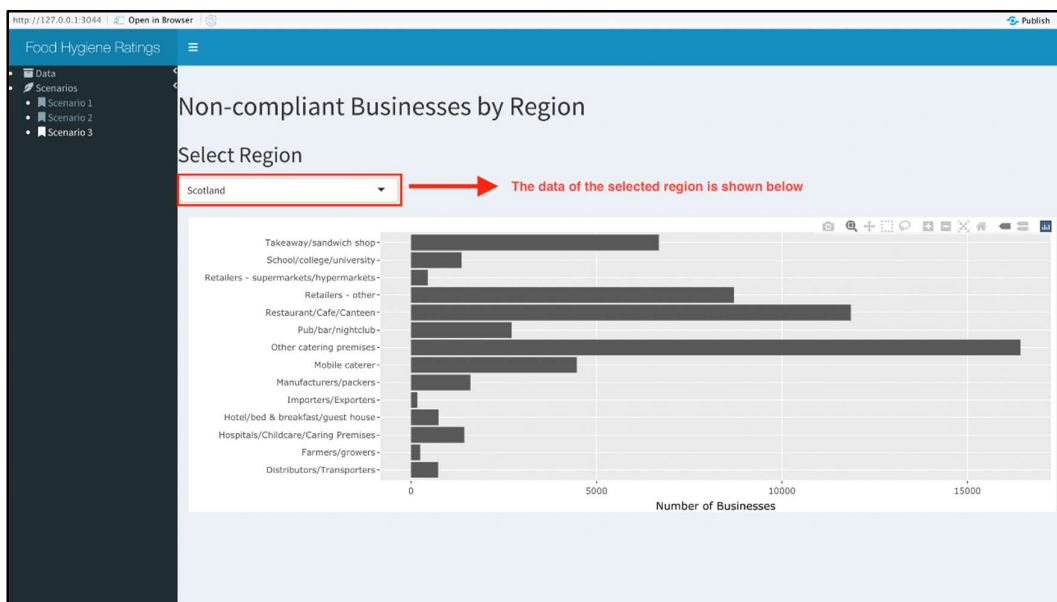 http://127.0.0.1:3044 Open in Browser Publish
Food Hygiene Ratings
Data
Scenarios
Scenario 1
Scenario 2
Scenario 3
Non-compliant Businesses by Region
Select Region
Scotland
The data of the selected region is shown below
Takeaway/sandwich shop
School/college/university
Retailers - supermarkets/hypermarkets
Retailers - other
Restaurant/Cafe/Canteen
Pub/bar/nightclub
Other catering premises
Mobile caterer
Manufacturers/packers
Importers/Exporters
Hotel/bed & breakfast/guest house
Hospitals/Childcare/Caring Premises
Farmers/growers
Distributors/Transporters
0 5000 10000 15000
Number of Businesses